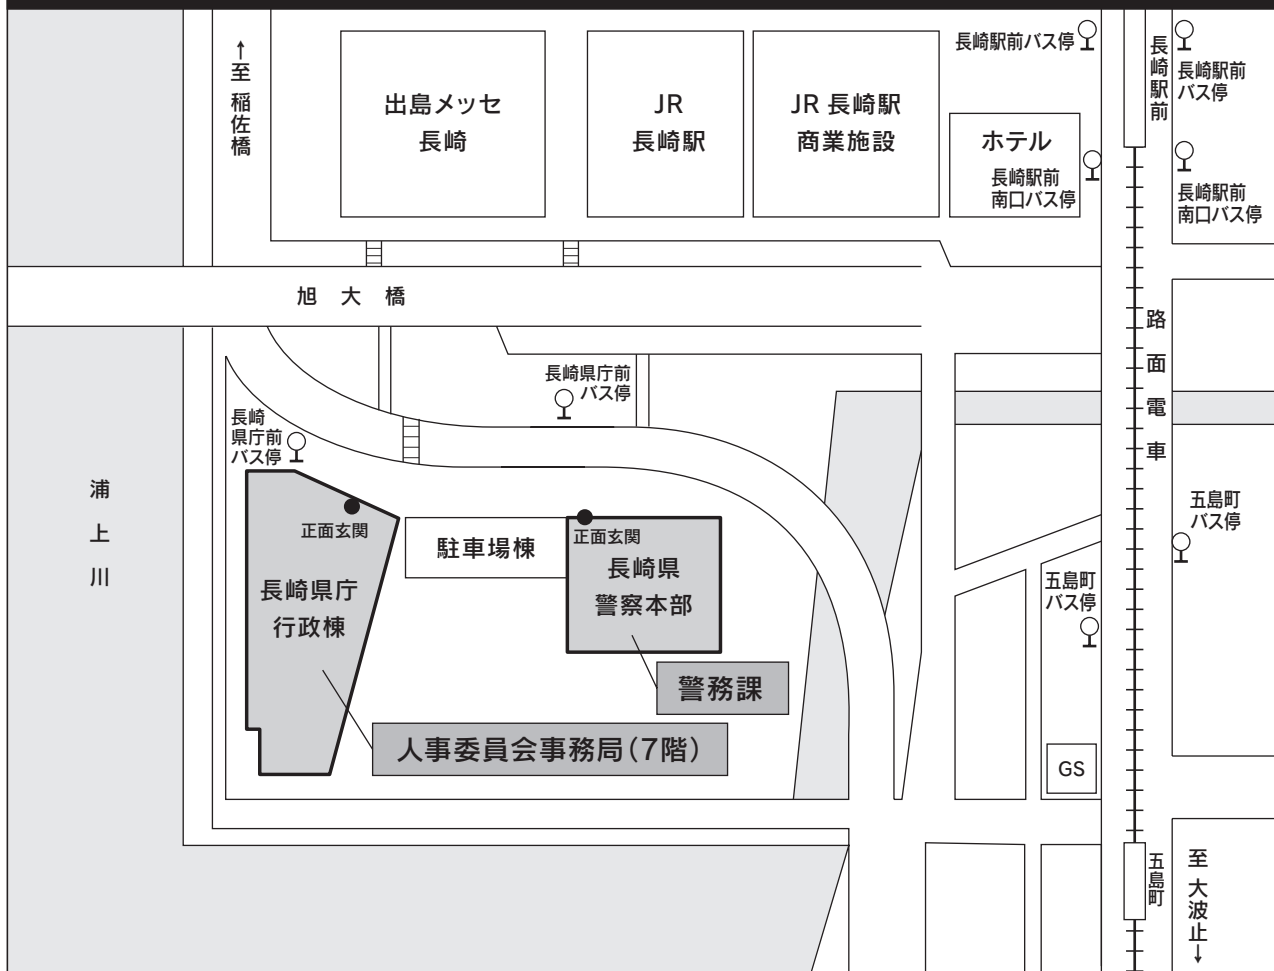 ↑至 稲佐橋
出島メッセ
長崎
JR
長崎駅
JR 長崎駅
商業施設
長崎駅前バス停
ホテル
長崎駅前
南口バス停
長崎駅前
長崎駅前
バス停
長崎駅前
南口バス停
旭 大 橋
路面電車
長崎県庁前
バス停
長崎
県庁前
バス停
浦上川
正面玄関
長崎県庁
行政棟
駐車場棟
正面玄関
長崎県
警察本部
警務課
人事委員会事務局(7階)
五島町
バス停
五島町
バス停
GS
五島町
至 大波止↓